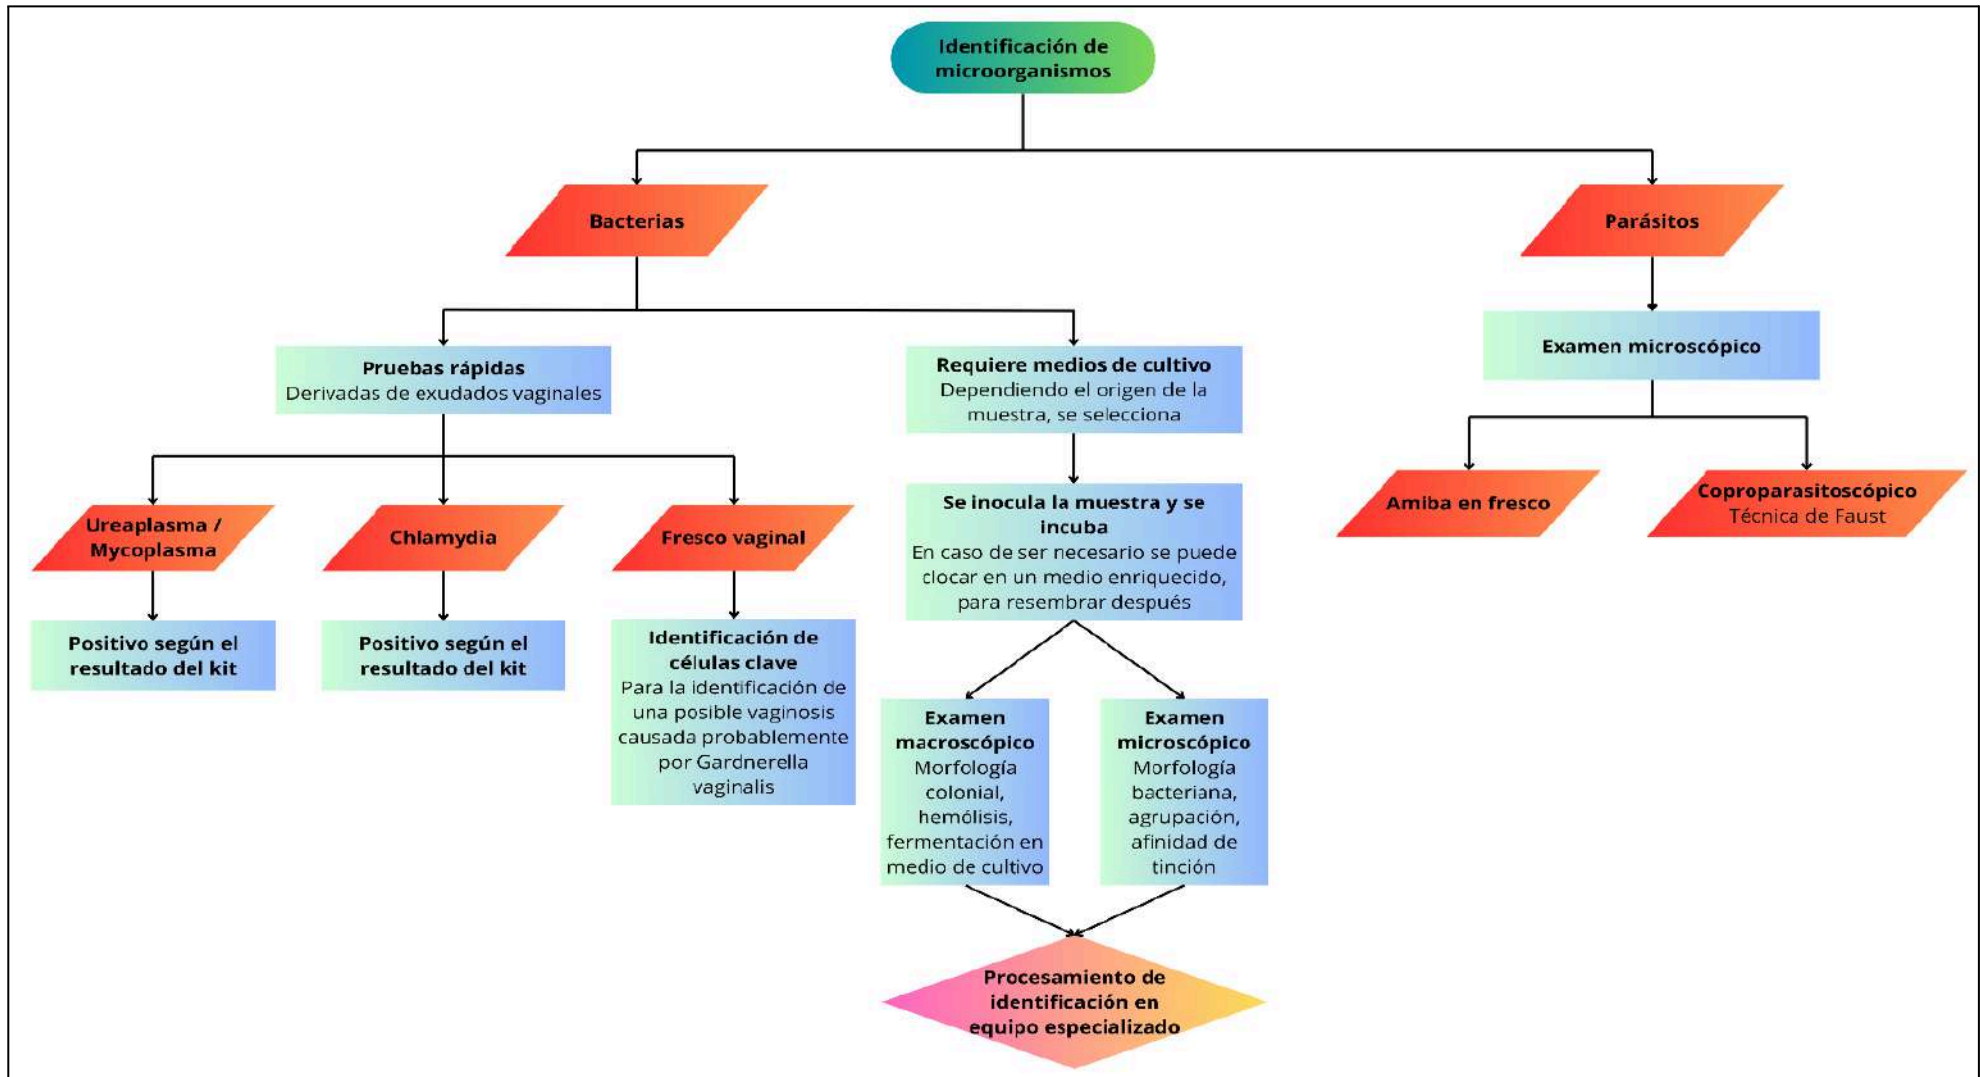 Identificación de
microorganismos
Bacterias
Parásitos
Pruebas rápidas
Derivadas de exudados vaginales
Requiere medios de cultivo
Dependiendo el origen de la
muestra, se selecciona
Examen microscópico
Ureaplasma /
Mycoplasma
Chlamydia
Fresco vaginal
Se inocula la muestra y se
incuba
En caso de ser necesario se puede
clocar en un medio enriquecido,
para resembrar después
Amiba en fresco
Coproparasitoscópico
Técnica de Faust
Positivo según el
resultado del kit
Positivo según el
resultado del kit
Identificación de
células clave
Para la identificación de
una posible vaginosis
causada probablemente
por Gardnerella
vaginalis
Examen
macroscópico
Morfología
colonial,
hemólisis,
fermentación en
medio de cultivo
Examen
microscópico
Morfología
bacteriana,
agrupación,
afinidad de
tinción
Procesamiento de
identificación en
equipo especializado